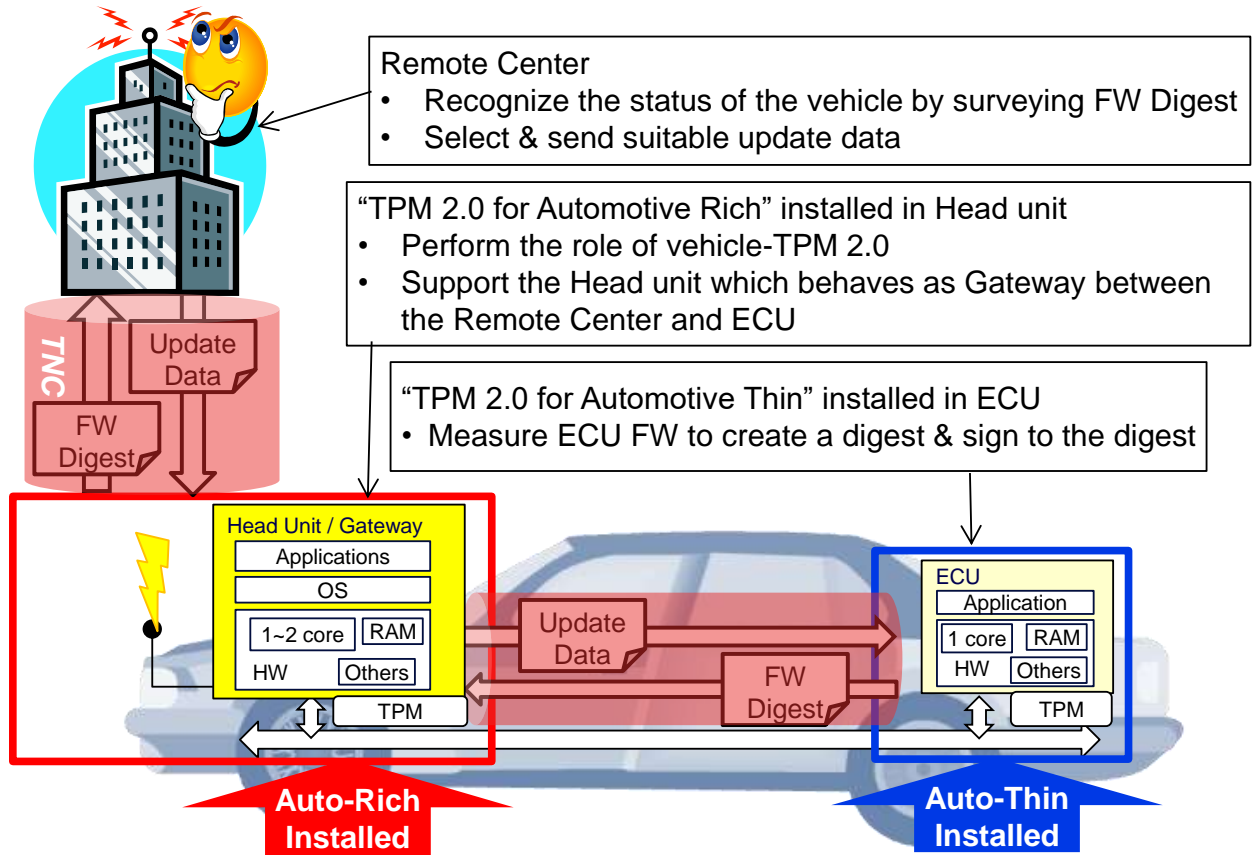 Remote Center
• Recognize the status of the vehicle by surveying FW Digest
• Select & send suitable update data
“TPM 2.0 for Automotive Rich” installed in Head unit
• Perform the role of vehicle-TPM 2.0
• Support the Head unit which behaves as Gateway between
the Remote Center and ECU
“TPM 2.0 for Automotive Thin” installed in ECU
• Measure ECU FW to create a digest & sign to the digest
TNC
Update
Data
FW
Digest
Head Unit / Gateway
Applications
OS
1~2 core
RAM
HW
Others
TPM
Update
Data
FW
Digest
ECU
Application
1 core
RAM
HW
Others
TPM
Auto-Rich
Installed
Auto-Thin
Installed